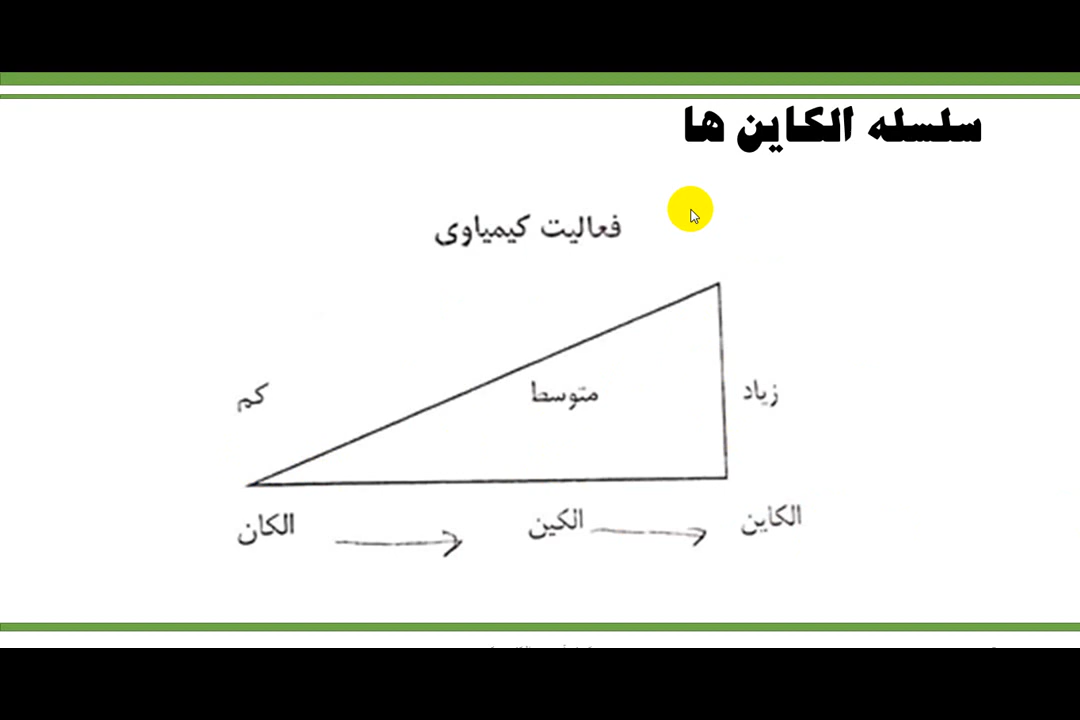 سلسله الکاین ها
فعالیت کیمیاوی
زیاد متوسط کم
الکان الکین الکاین